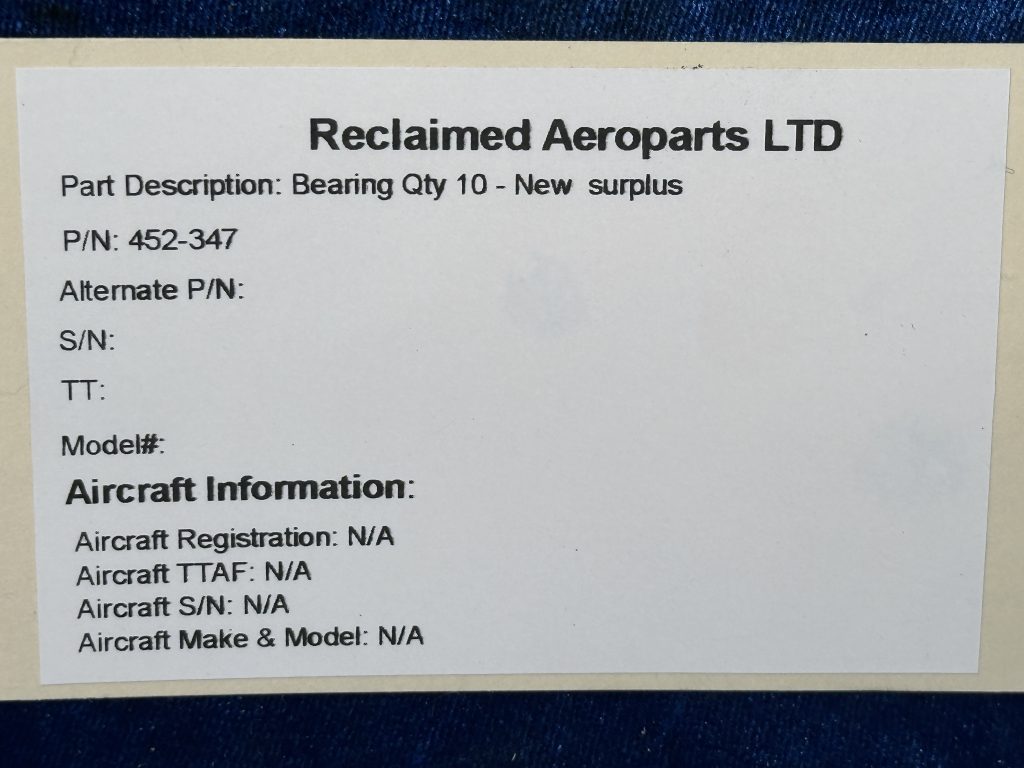 Reclaimed Aeroparts LTD
Part Description: Bearing Qty 10 - New surplus
P/N: 452-347
Alternate P/N:
S/N:
TT:
Model#:
Aircraft Information:
Aircraft Registration: N/A
Aircraft TTAF: N/A
Aircraft S/N: N/A
Aircraft Make & Model: N/A